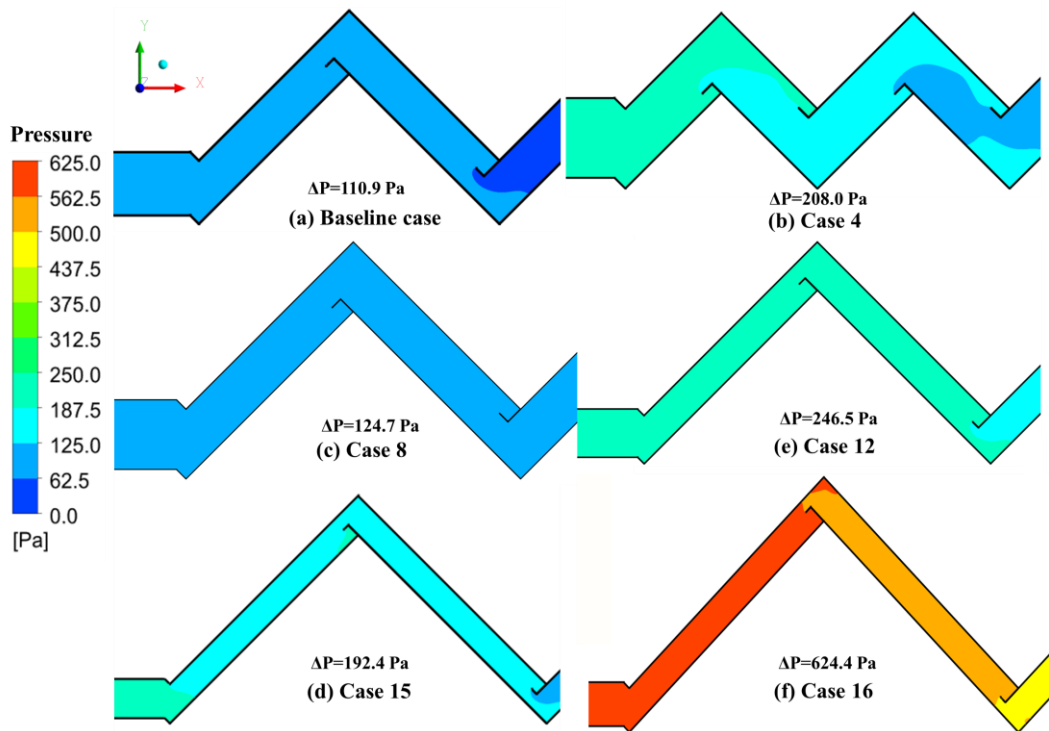 Y
Z
X
Pressure
625.0
562.5
500.0
437.5
375.0
312.5
250.0
187.5
125.0
62.5
0.0
[Pa]
ΔP=110.9 Pa
(a) Baseline case
ΔP=208.0 Pa
(b) Case 4
ΔP=124.7 Pa
(c) Case 8
ΔP=246.5 Pa
(e) Case 12
ΔP=192.4 Pa
(d) Case 15
ΔP=624.4 Pa
(f) Case 16